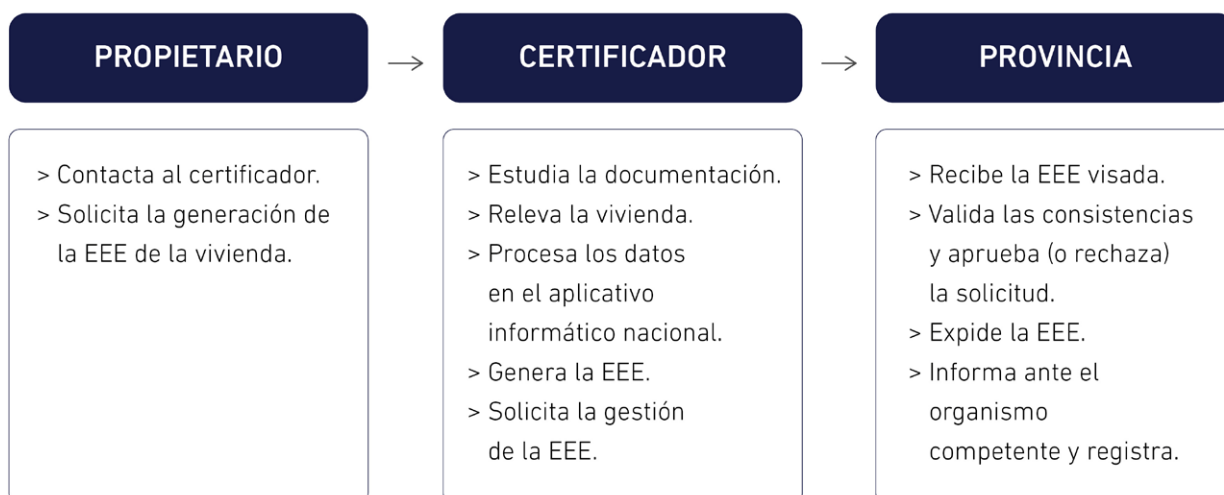 PROPIETARIO
→
CERTIFICADOR
→
PROVINCIA
> Contacta al certificador.
> Solicita la generación de
la EEE de la vivienda.
> Estudia la documentación.
> Releva la vivienda.
> Procesa los datos
en el aplicativo
informático nacional.
> Genera la EEE.
> Solicita la gestión
de la EEE.
> Recibe la EEE visada.
> Valida las consistencias
y aprueba (o rechaza)
la solicitud.
> Expide la EEE.
> Informa ante el
organismo
competente y registra.